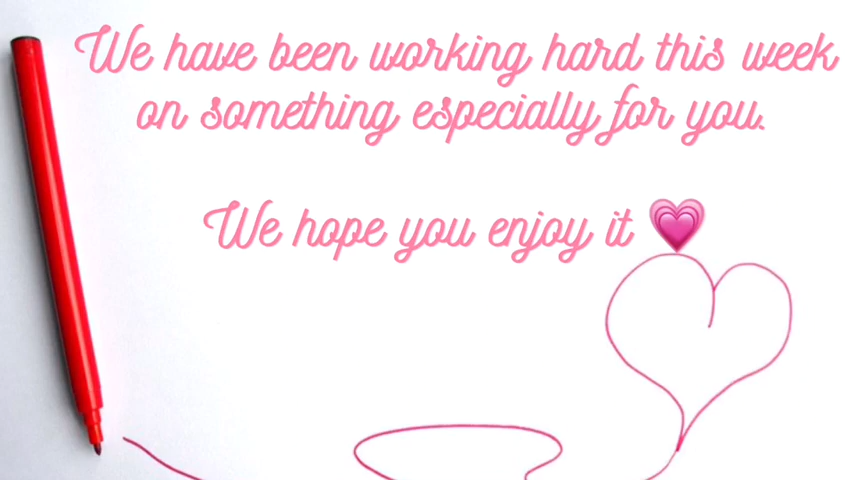 We have been working hard this week
on something especially for you.
We hope you enjoy it 💗